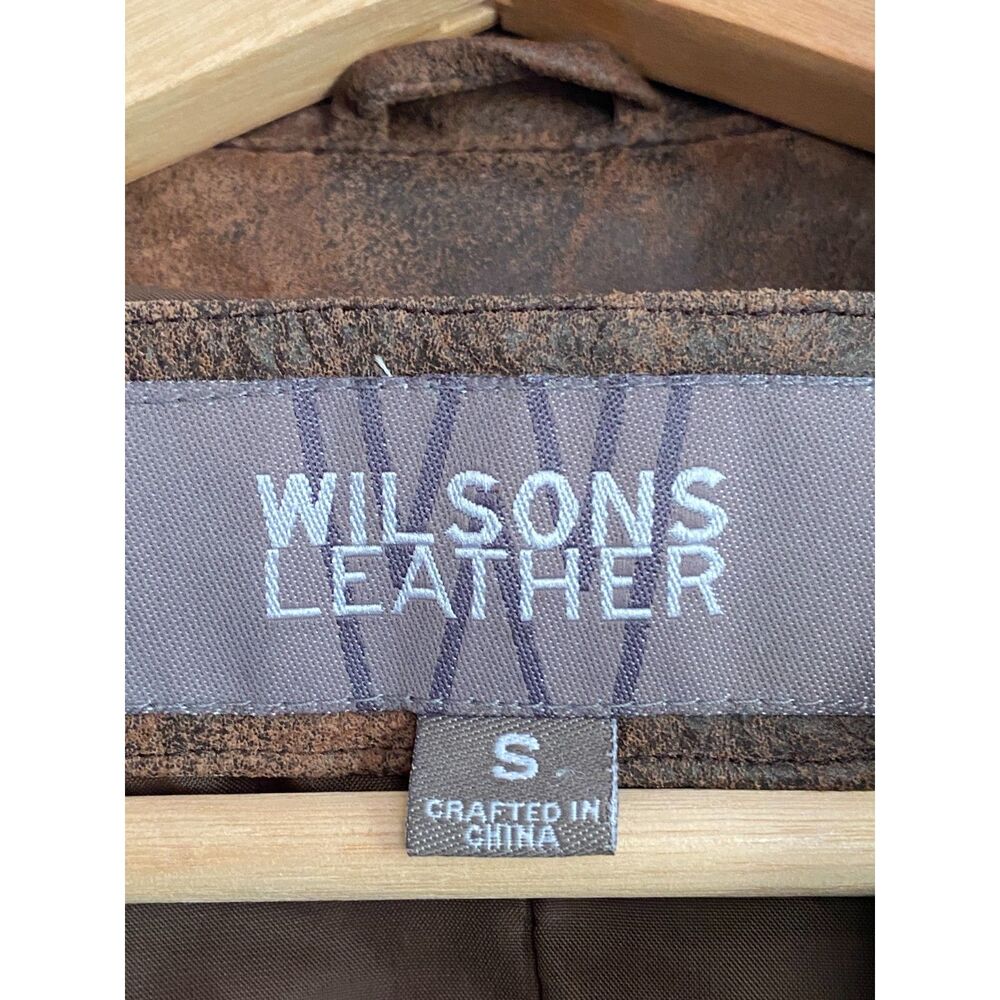 WILSONS
LEATHER
S
CRAFTED IN
CHINA